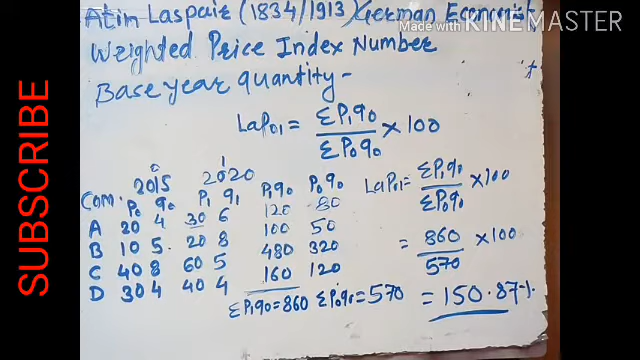 Made with KINEMASTER
SUBSCRIBE
Atin Laspair (1834/1913) German Economist
Weighted Price Index Number
Base year quantity -
LaP01 = ΣP1q0 / ΣP0q0 × 100
2015 2020
0 1
Com. P0 q0 P1 q1 P1q0 P0q0
A 20 4 30 6 120 80
B 10 5 20 8 100 50
C 40 8 60 5 480 320
D 30 4 40 4 160 120
ΣP1q0 = 860 ΣP0q0 = 570
LaP01 = ΣP1q0 / ΣP0q0 × 100
= 860 / 570 × 100
= 150.87%